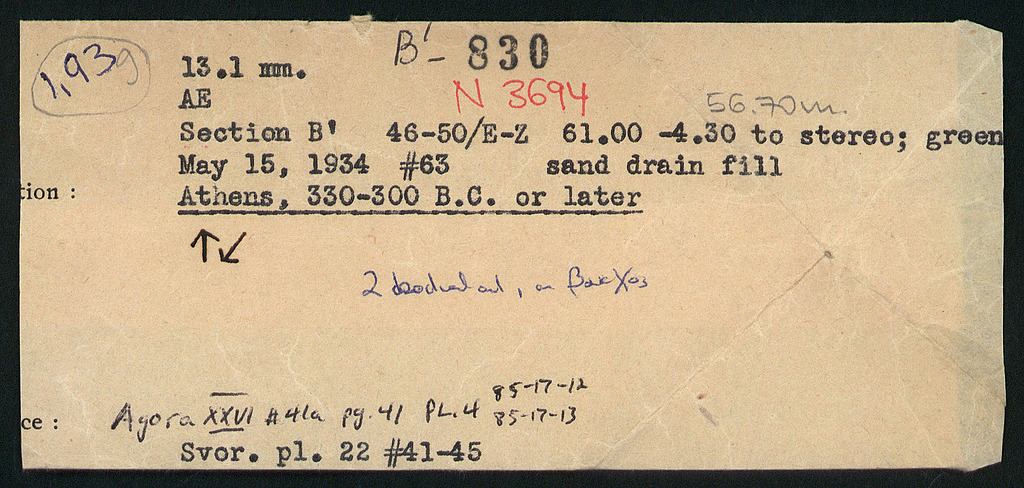 B'- 830
1,939
13.1 mm.
AE
N 3694
56.70m.
Section B' 46-50/E-Z 61.00 -4.30 to stereo; green
May 15, 1934 #63 sand drain fill
tion :
Athens, 330-300 B.C. or later
2
85-17-12
Agora XXVI #41a pg. 41 PL.4 85-17-13
ce :
Svor. pl. 22 #41-45